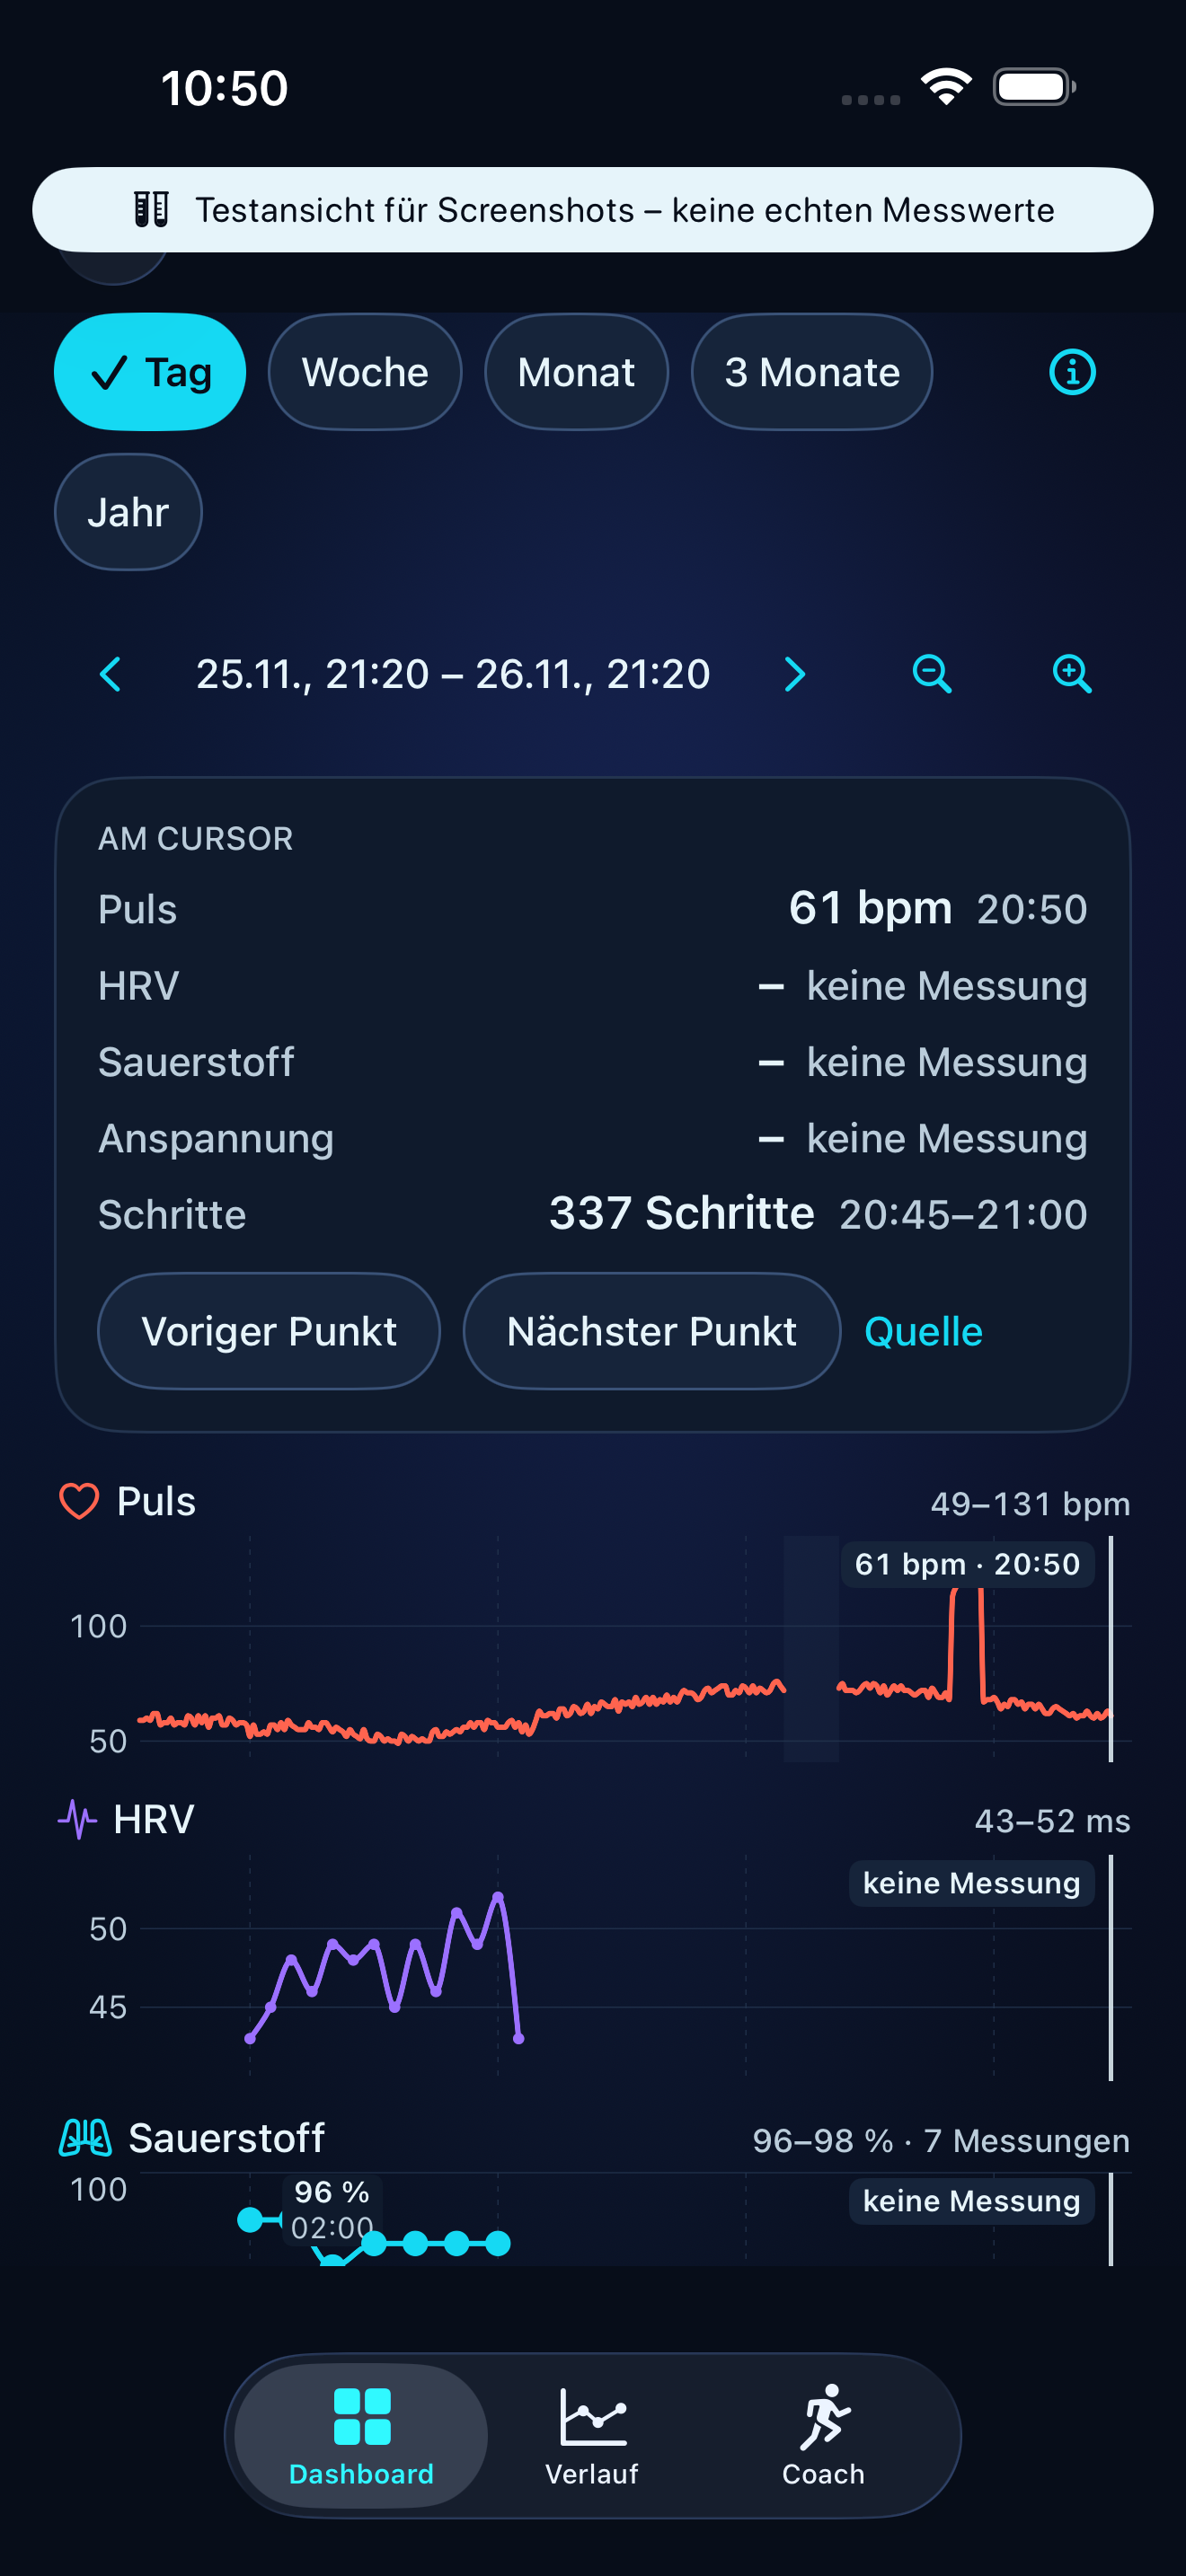 10:50
Testansicht für Screenshots – keine echten Messwerte
Tag
Woche
Monat
3 Monate
Jahr
25.11., 21:20 – 26.11., 21:20
AM CURSOR
Puls
61 bpm 20:50
HRV
– keine Messung
Sauerstoff
– keine Messung
Anspannung
– keine Messung
Schritte
337 Schritte 20:45–21:00
Voriger Punkt
Nächster Punkt
Quelle
Puls
49–131 bpm
61 bpm · 20:50
100
50
HRV
43–52 ms
keine Messung
50
45
Sauerstoff
96–98 % · 7 Messungen
100
96 %
02:00
keine Messung
Dashboard
Verlauf
Coach